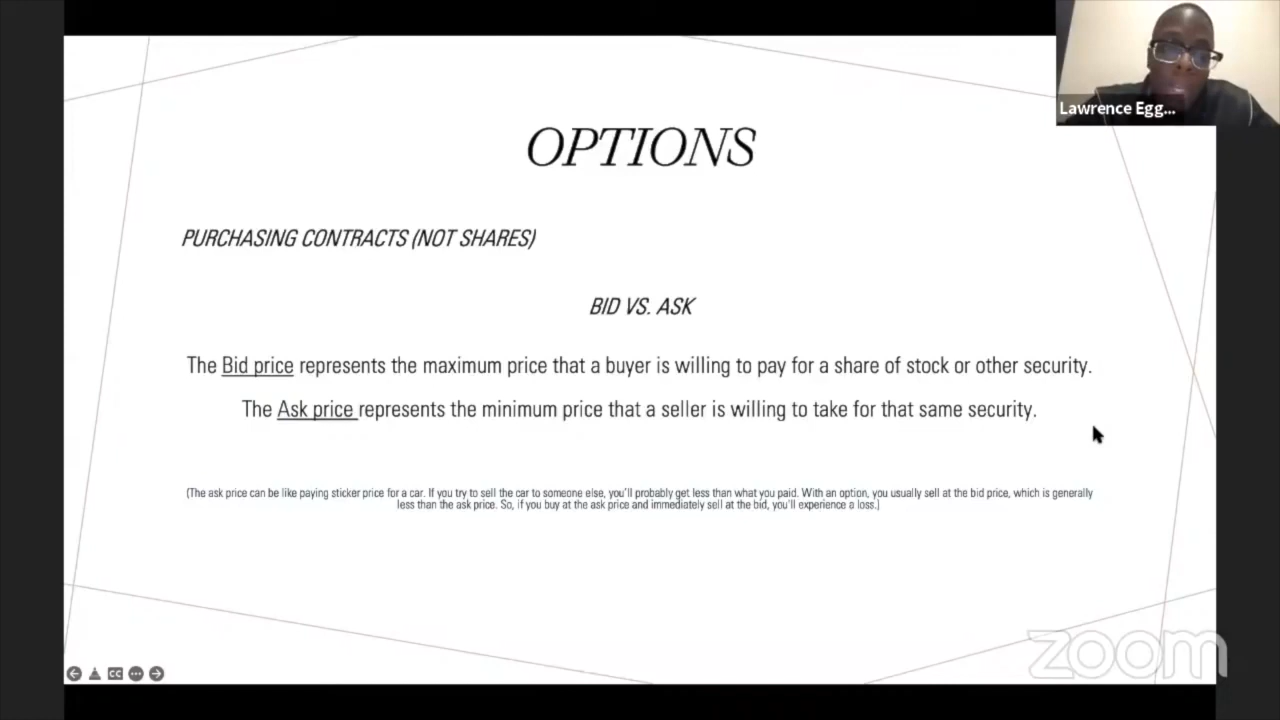 Lawrence Egg...
OPTIONS
PURCHASING CONTRACTS (NOT SHARES)
BID VS. ASK
The Bid price represents the maximum price that a buyer is willing to pay for a share of stock or other security.
The Ask price represents the minimum price that a seller is willing to take for that same security.
(The ask price can be like paying sticker price for a car. If you try to sell the car to someone else, you'll probably get less than what you paid. With an option, you usually sell at the bid price, which is generally
less than the ask price. So, if you buy at the ask price and immediately sell at the bid, you'll experience a loss.)
CC
zoom